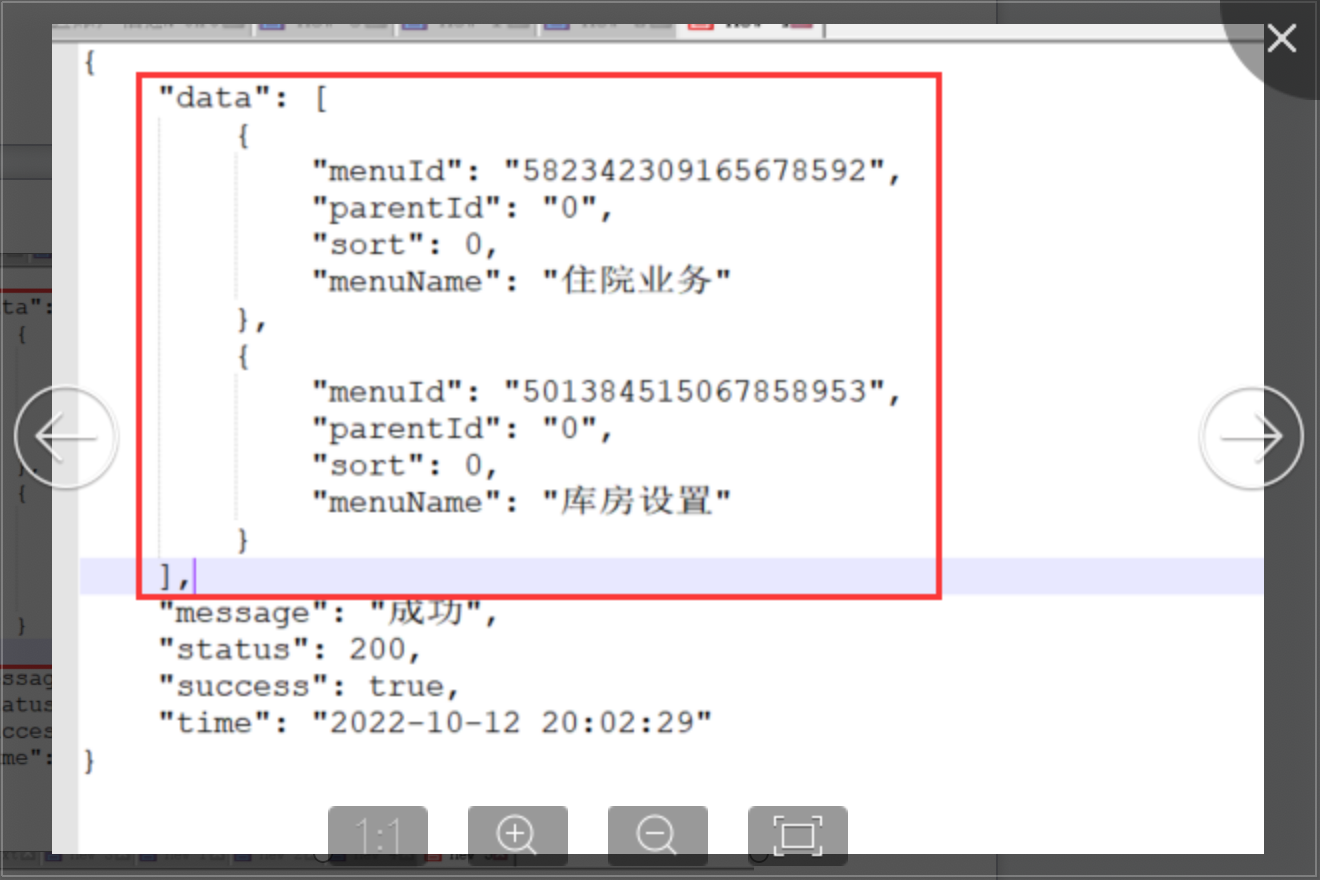 {
"data": [
{
"menuId": "582342309165678592",
"parentId": "0",
"sort": 0,
"menuName": "住院业务"
},
{
"menuId": "501384515067858953",
"parentId": "0",
"sort": 0,
"menuName": "库房设置"
}
],
"message": "成功",
"status": 200,
"success": true,
"time": "2022-10-12 20:02:29"
}
1:1